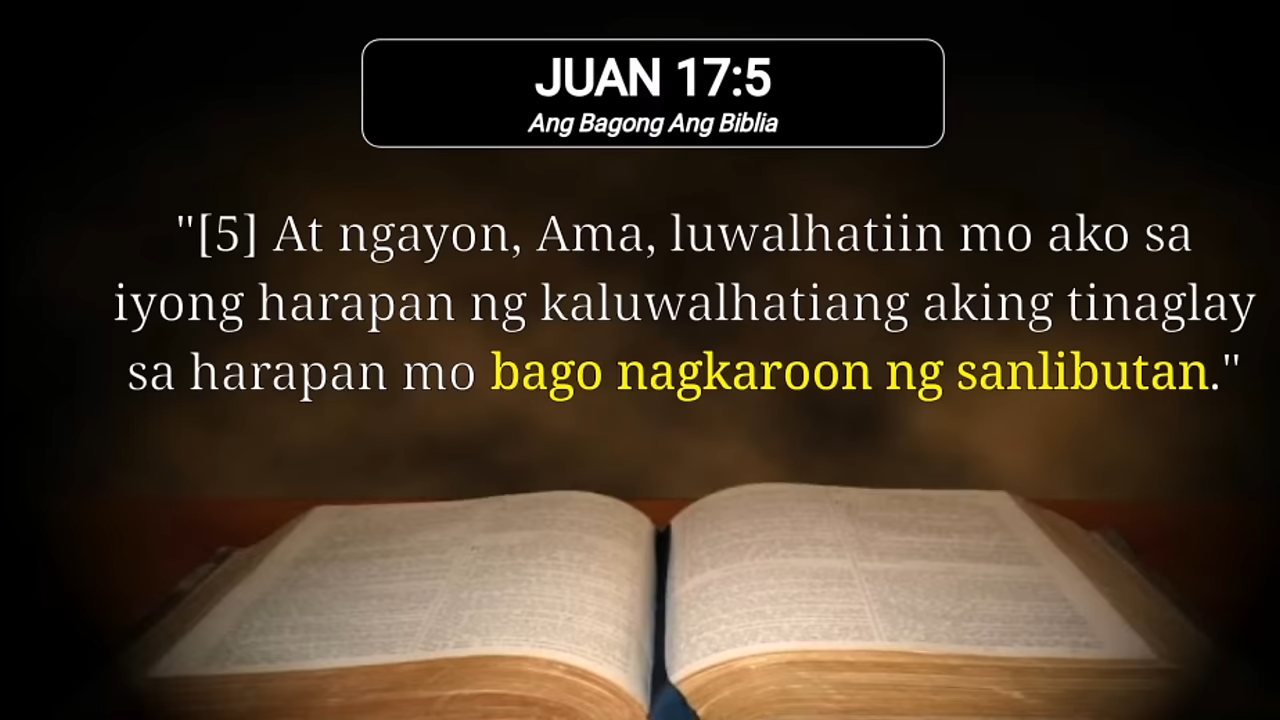 JUAN 17:5
Ang Bagong Ang Biblia
"[5] At ngayon, Ama, luwalhatiin mo ako sa
iyong harapan ng kaluwalhatiang aking tinaglay
sa harapan mo bago nagkaroon ng sanlibutan."